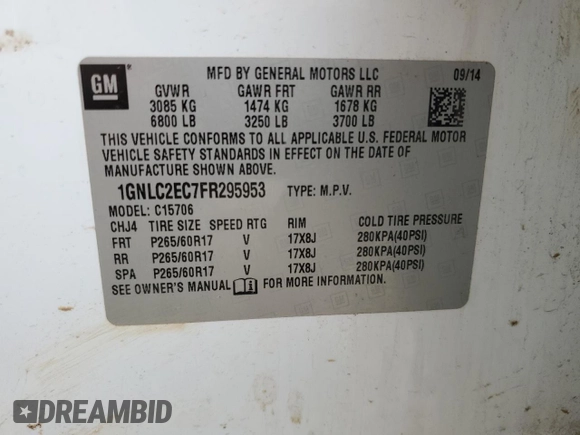 GM
MFD BY GENERAL MOTORS LLC 09/14
GVWR GAWR FRT GAWR RR
3085 KG 1474 KG 1678 KG
6800 LB 3250 LB 3700 LB
THIS VEHICLE CONFORMS TO ALL APPLICABLE U.S. FEDERAL MOTOR
VEHICLE SAFETY STANDARDS IN EFFECT ON THE DATE OF
MANUFACTURE SHOWN ABOVE.
1GNLC2EC7FR295953 TYPE: M.P.V.
MODEL: C15706
CHJ4 TIRE SIZE SPEED RTG RIM COLD TIRE PRESSURE
FRT P265/60R17 V 17X8J 280KPA(40PSI)
RR P265/60R17 V 17X8J 280KPA(40PSI)
SPA P265/60R17 V 17X8J 280KPA(40PSI)
SEE OWNER'S MANUAL FOR MORE INFORMATION.
DREAMBID